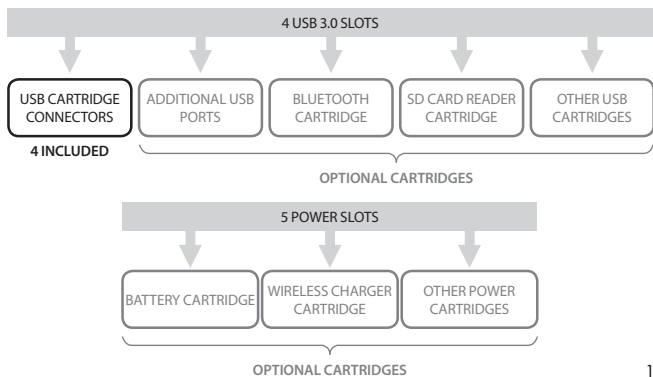 4 USB 3.0 SLOTS
USB CARTRIDGE
CONNECTORS
ADDITIONAL USB
PORTS
BLUETOOTH
CARTRIDGE
SD CARD READER
CARTRIDGE
OTHER USB
CARTRIDGES
4 INCLUDED
OPTIONAL CARTRIDGES
5 POWER SLOTS
BATTERY CARTRIDGE
WIRELESS CHARGER
CARTRIDGE
OTHER POWER
CARTRIDGES
OPTIONAL CARTRIDGES
1